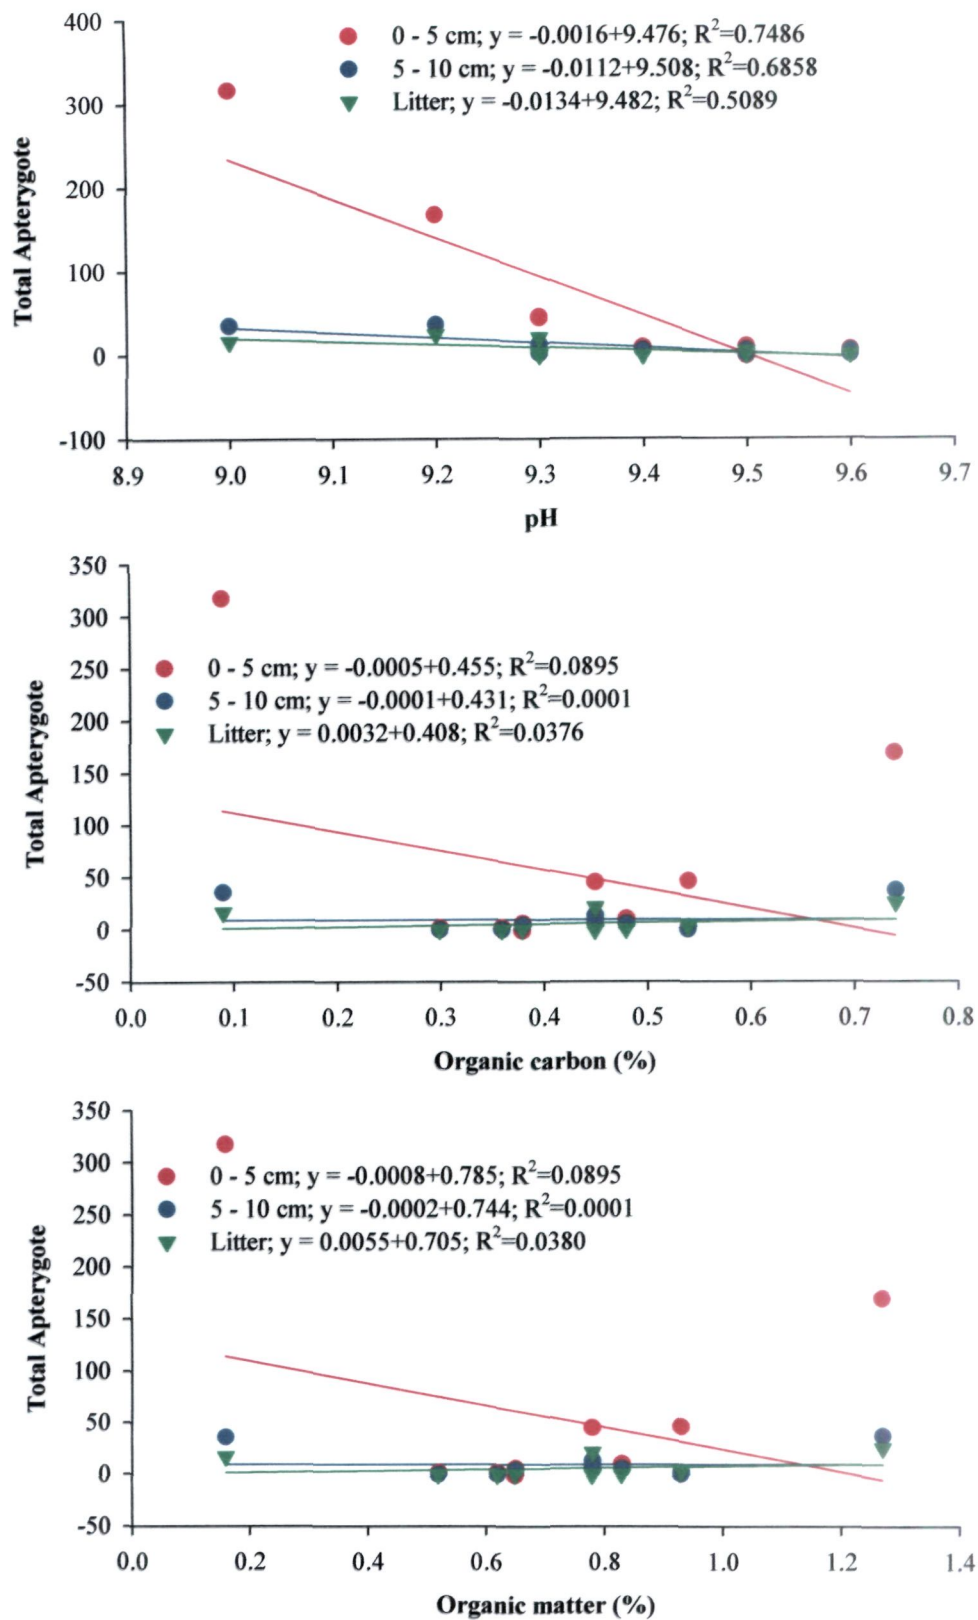 400
0 - 5 cm; y = -0.0016+9.476; R²=0.7486
5 - 10 cm; y = -0.0112+9.508; R²=0.6858
Litter; y = -0.0134+9.482; R²=0.5089
300
200
100
0
-100
Total Apterygote
8.9 9.0 9.1 9.2 9.3 9.4 9.5 9.6 9.7
pH
350
300
250
0 - 5 cm; y = -0.0005+0.455; R²=0.0895
5 - 10 cm; y = -0.0001+0.431; R²=0.0001
Litter; y = 0.0032+0.408; R²=0.0376
200
150
100
50
0
-50
Total Apterygote
0.0 0.1 0.2 0.3 0.4 0.5 0.6 0.7 0.8
Organic carbon (%)
350
300
0 - 5 cm; y = -0.0008+0.785; R²=0.0895
5 - 10 cm; y = -0.0002+0.744; R²=0.0001
Litter; y = 0.0055+0.705; R²=0.0380
250
200
150
100
50
0
-50
Total Apterygote
0.0 0.2 0.4 0.6 0.8 1.0 1.2 1.4
Organic matter (%)